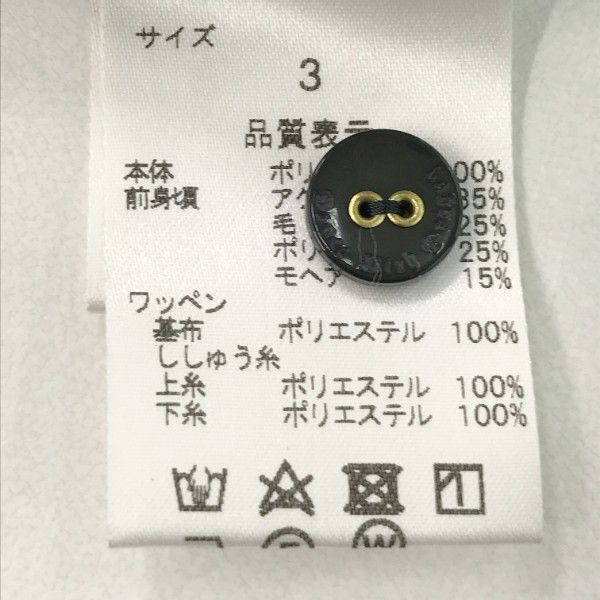 サイズ
3
品質表示
本体 ポリ 00%
前身頃 アク 35%
毛 25%
ポリ 25%
モヘア 15%
ワッペン
基布 ポリエステル 100%
ししゅう糸
上糸 ポリエステル 100%
下糸 ポリエステル 100%
W